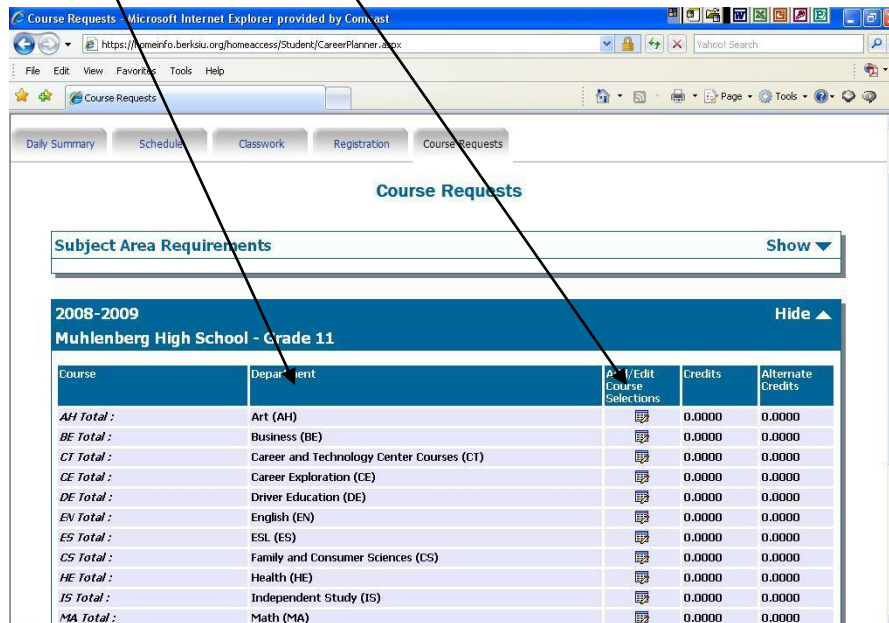 Course Requests - Microsoft Internet Explorer provided by Comcast
https://homeinfo.berksiu.org/homeaccess/Student/CareerPlanner.aspx
Yahoo! Search
File Edit View Favorites Tools Help
Course Requests
Page Tools
Daily Summary Schedule Classwork Registration Course Requests
Course Requests
Subject Area Requirements Show
2008-2009 Hide
Muhlenberg High School - Grade 11
Course Department Add/Edit Course Selections Credits Alternate Credits
AH Total : Art (AH) 0.0000 0.0000
BE Total : Business (BE) 0.0000 0.0000
CT Total : Career and Technology Center Courses (CT) 0.0000 0.0000
CE Total : Career Exploration (CE) 0.0000 0.0000
DE Total : Driver Education (DE) 0.0000 0.0000
EN Total : English (EN) 0.0000 0.0000
ES Total : ESL (ES) 0.0000 0.0000
CS Total : Family and Consumer Sciences (CS) 0.0000 0.0000
HE Total : Health (HE) 0.0000 0.0000
IS Total : Independent Study (IS) 0.0000 0.0000
MA Total : Math (MA) 0.0000 0.0000